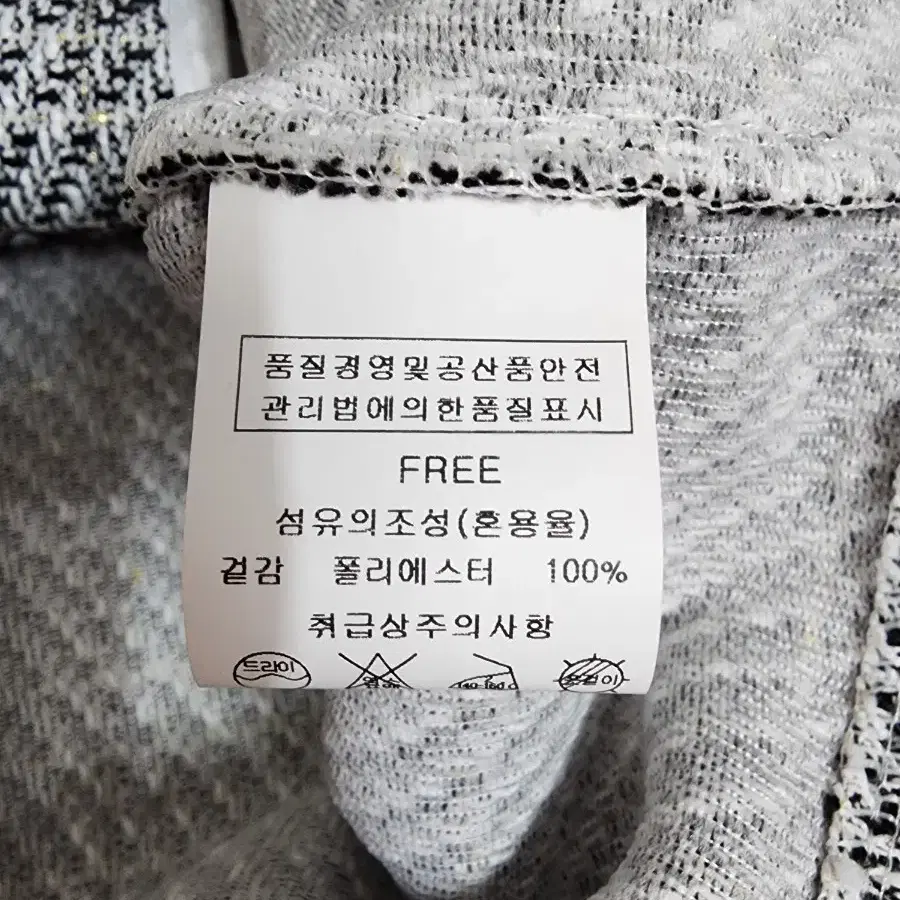 품질경영및공산품안전
관리법에의한품질표시
FREE
섬유의조성(혼용율)
겉감 폴리에스터 100%
취급상주의사항
드라이